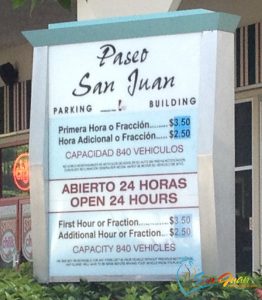 Paseo
San Juan
PARKING BUILDING
Primera Hora o Fracción.....$3.50
Hora Adicional o Fracción...$2.50
CAPACIDAD 840 VEHICULOS
ABIERTO 24 HORAS
OPEN 24 HOURS
First Hour or Fraction.......$3.50
Additional Hour or Fraction...$2.50
CAPACITY 840 VEHICLES